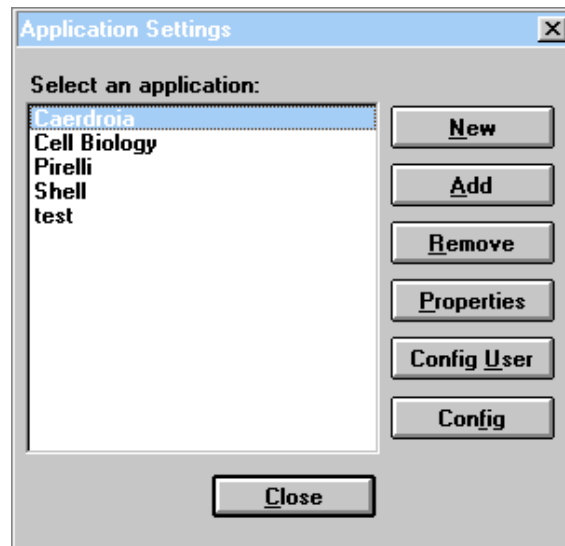 Application Settings
Select an application:
Caerdroia
Cell Biology
Pirelli
Shell
test
New
Add
Remove
Properties
Config User
Config
Close